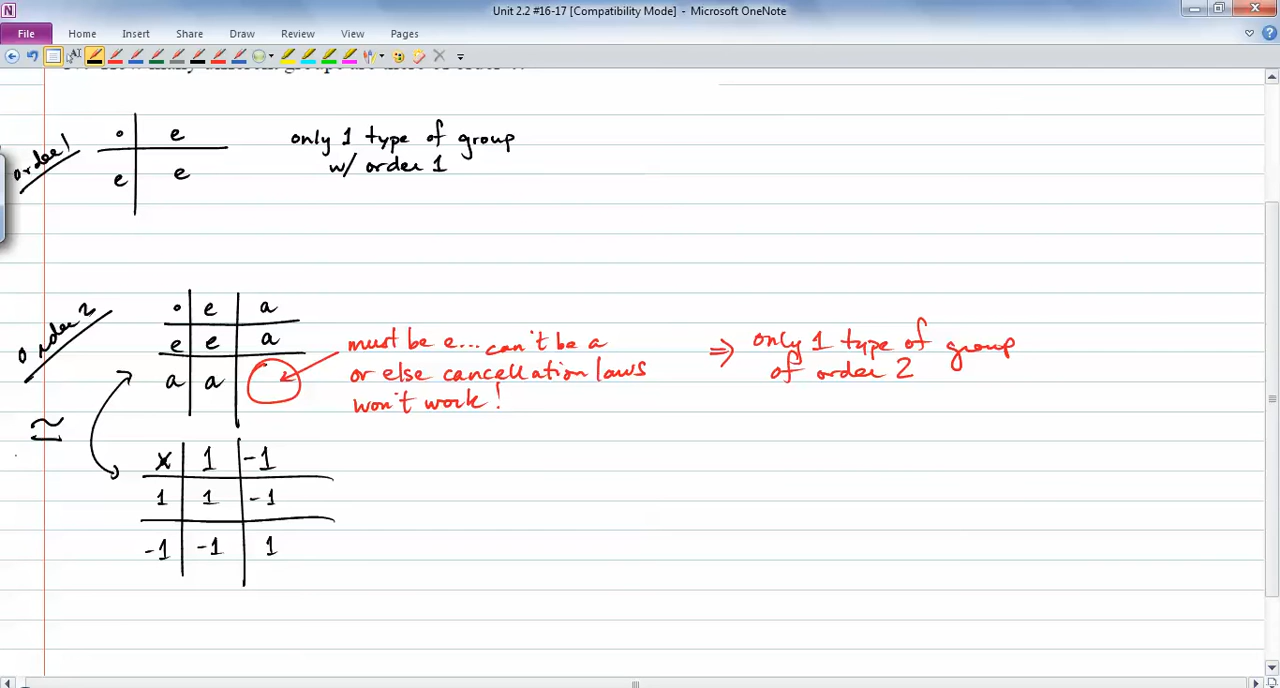 Unit 2.2 #16-17 [Compatibility Mode] - Microsoft OneNote
File Home Insert Share Draw Review View Pages
order 1
∘ e
e e
only 1 type of group
w/ order 1
order 2
∘ e a
e e a
a a
must be e... can't be a
or else cancellation laws
won't work!
⇒ only 1 type of group
of order 2
≅
x 1 -1
1 1 -1
-1 -1 1